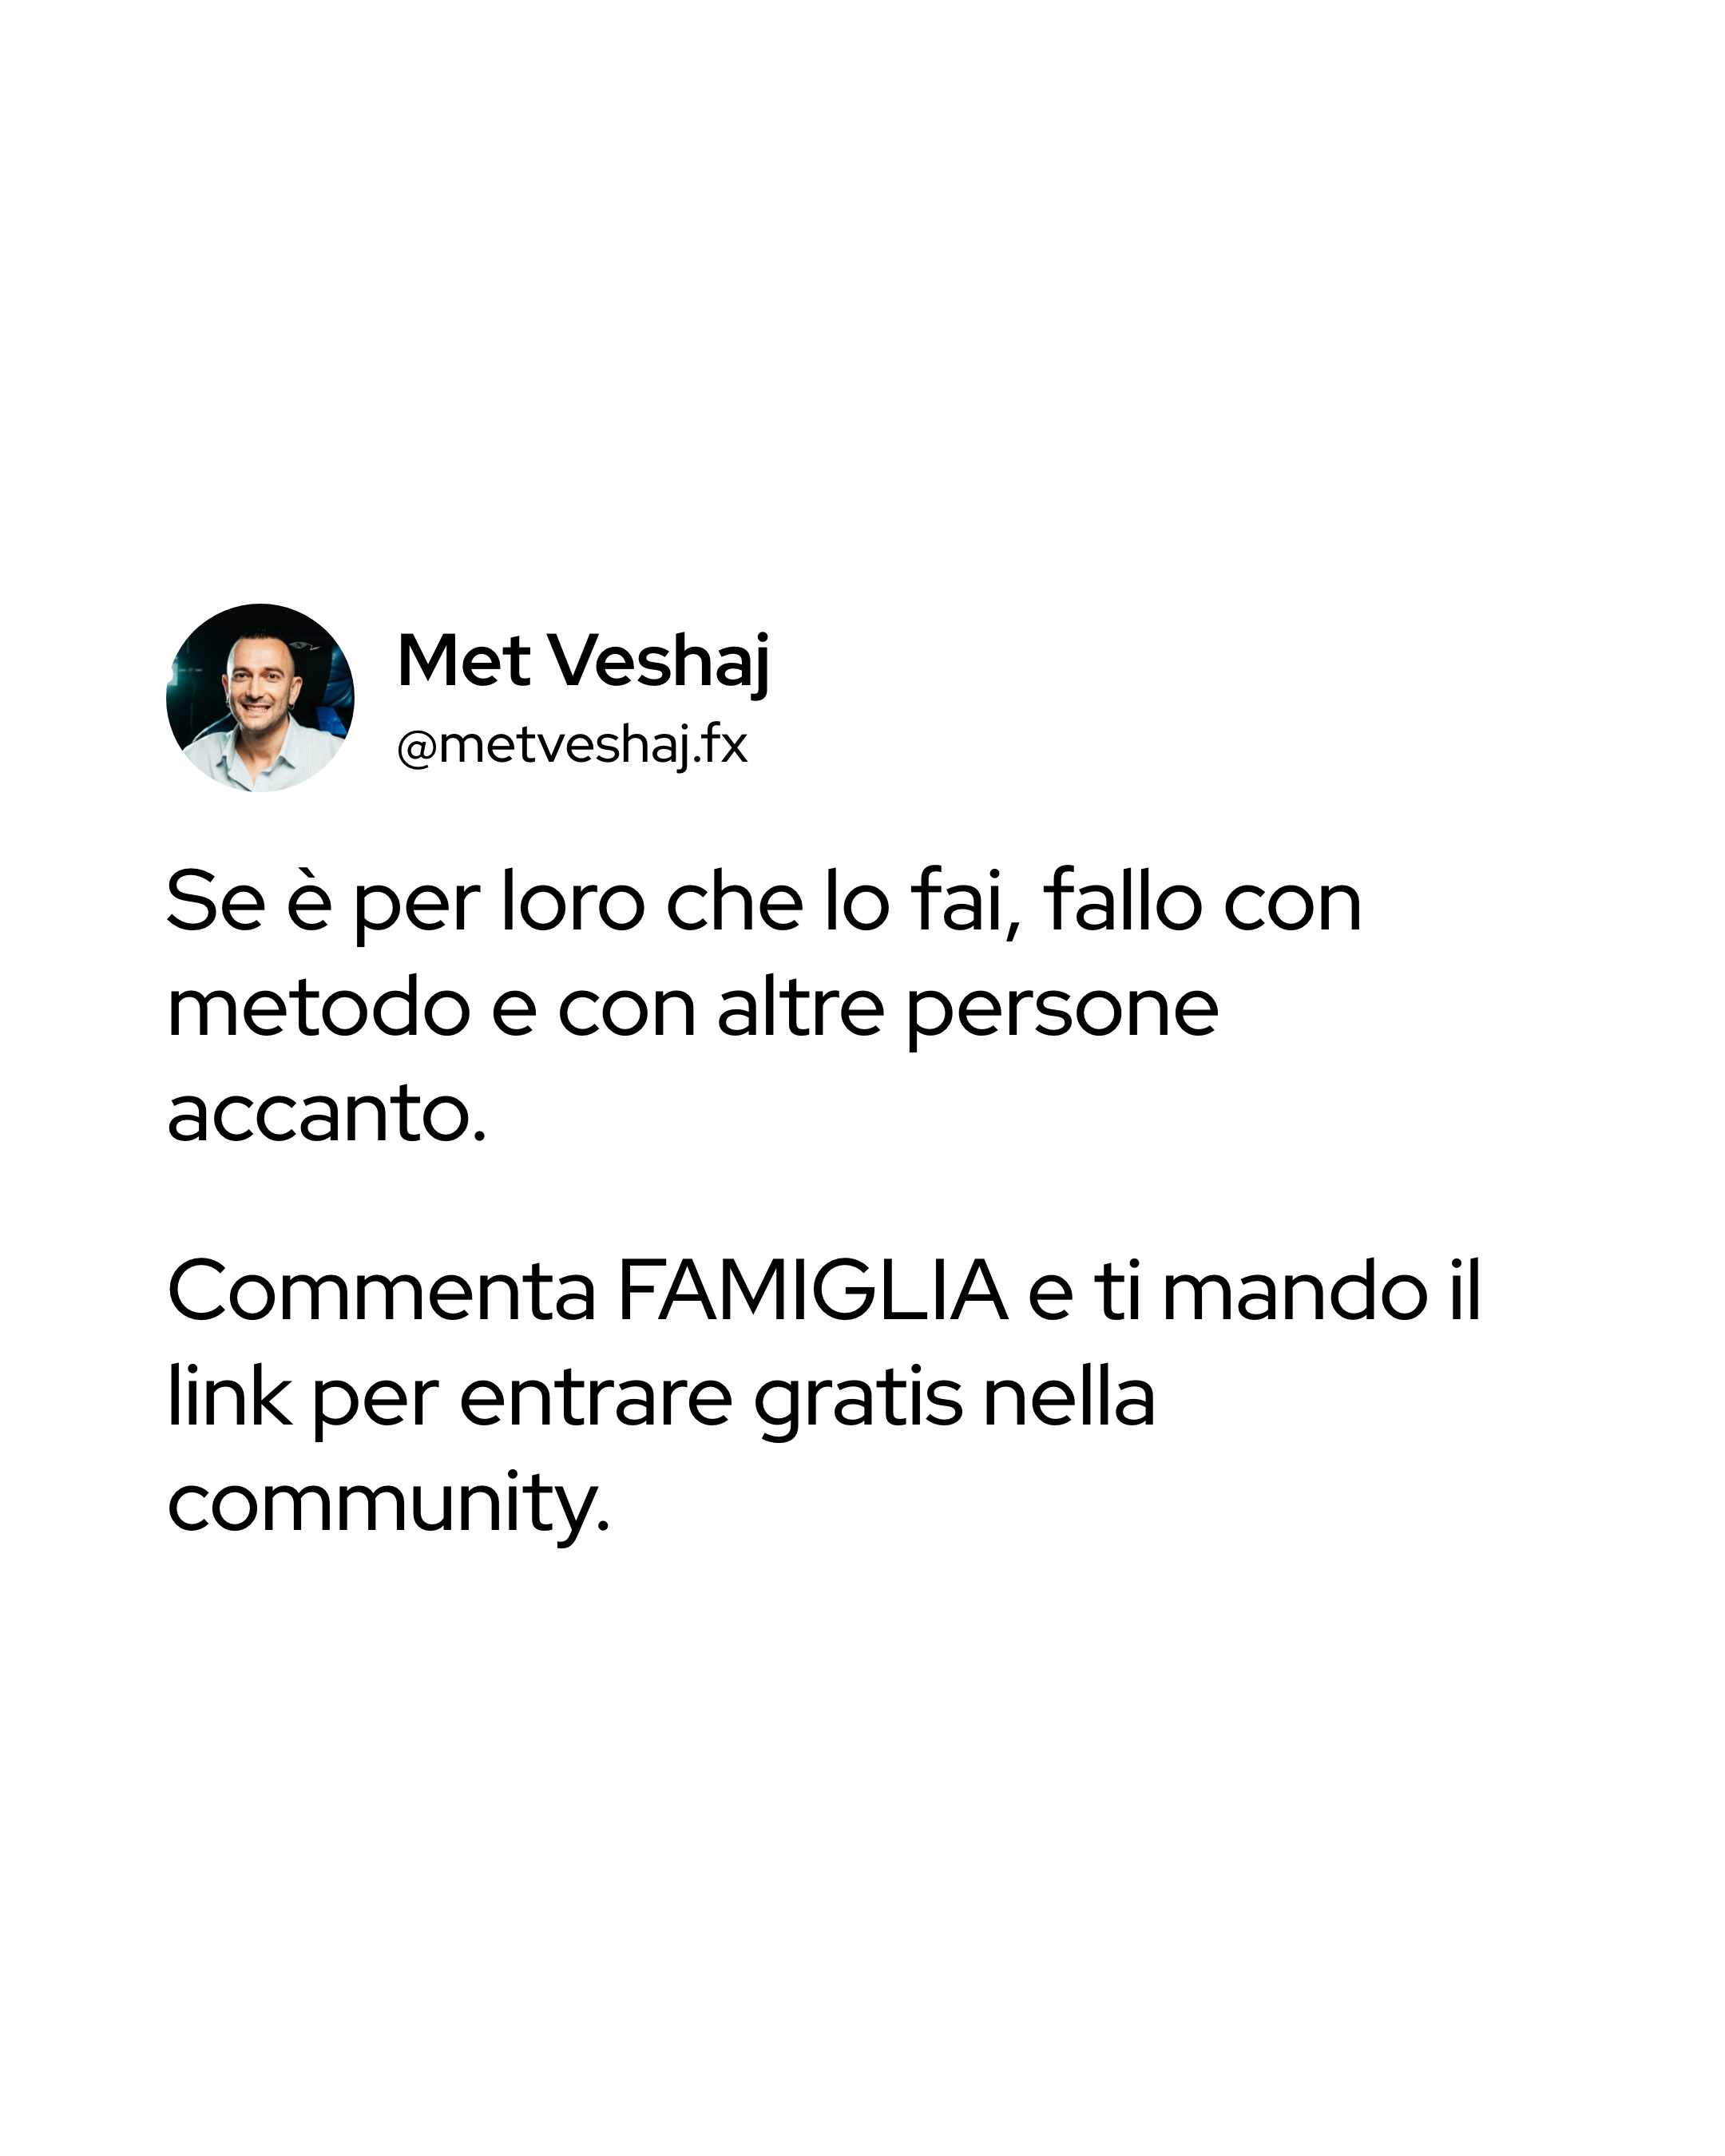 Met Veshaj
@metveshaj.fx
Se è per loro che lo fai, fallo con
metodo e con altre persone
accanto.
Commenta FAMIGLIA e ti mando il
link per entrare gratis nella
community.